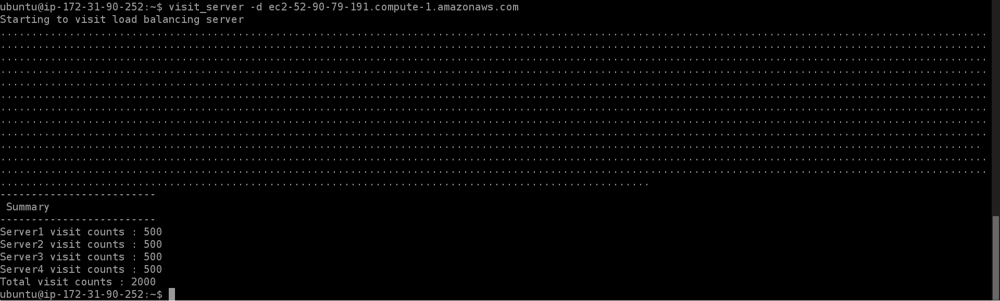 ubuntu@ip-172-31-90-252:~$ visit_server -d ec2-52-90-79-191.compute-1.amazonaws.com
Starting to visit load balancing server
..............................................................................................................................................................
..............................................................................................................................................................
..............................................................................................................................................................
..............................................................................................................................................................
..............................................................................................................................................................
..............................................................................................................................................................
..............................................................................................................................................................
..............................................................................................................................................................
..............................................................................................................................................................
.............................................................................................................................................................
..............................................................................................................................................................
..............................................................................................................................................................
........................................................................................................
-------------------------
 Summary
-------------------------
Server1 visit counts : 500
Server2 visit counts : 500
Server3 visit counts : 500
Server4 visit counts : 500
Total visit counts : 2000
ubuntu@ip-172-31-90-252:~$